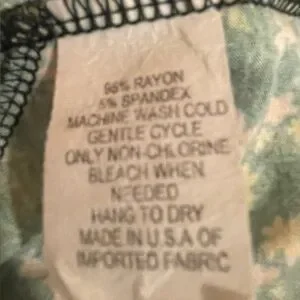 95% RAYON
5% SPANDEX
MACHINE WASH COLD
GENTLE CYCLE
ONLY NON-CHLORINE
BLEACH WHEN
NEEDED
HANG TO DRY
MADE IN U.S.A OF
IMPORTED FABRIC